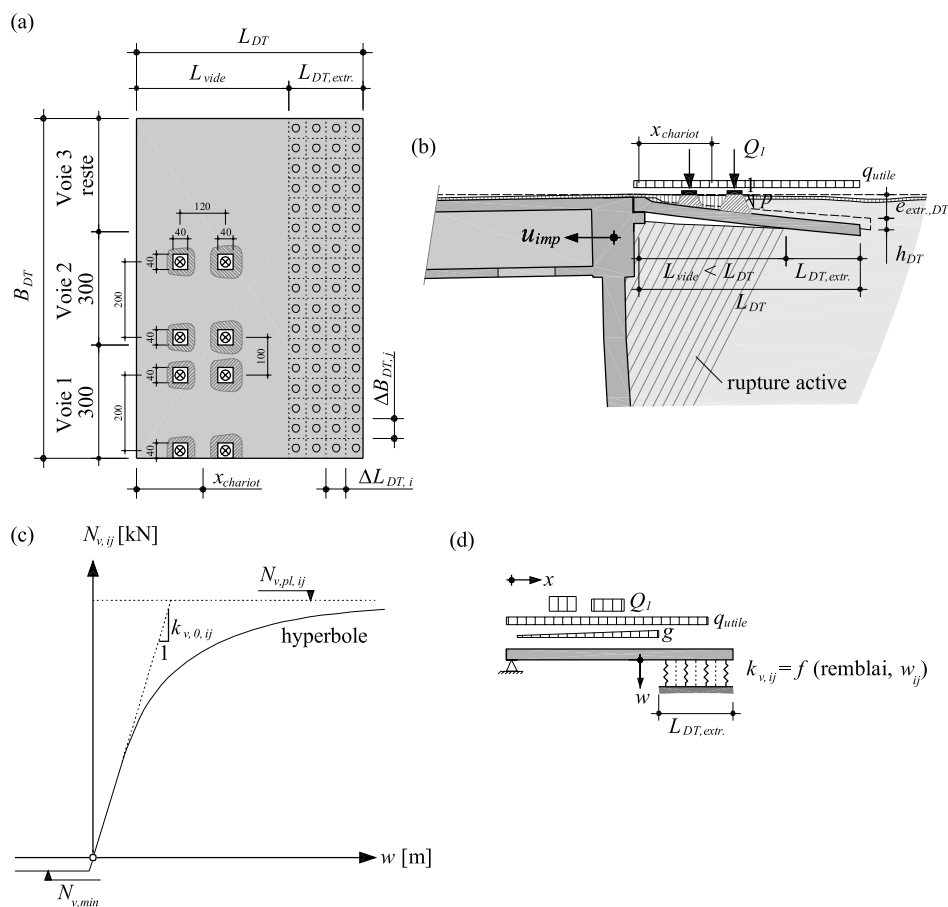 (a)
L_DT
L_vide
L_DT,extr.
B_DT
Voie 3
reste
Voie 2
300
Voie 1
300
120
40
40
40
200
40
40
100
200
40
ΔB_DT,j
x_chariot
ΔL_DT, i
(b)
x_chariot
Q_1
q_utile
1
p
e_extr.,DT
u_imp
h_DT
L_vide < L_DT
L_DT,extr.
L_DT
rupture active
(c)
N_v, ij [kN]
N_v,pl, ij
k_v, 0, ij
1
hyperbole
w [m]
N_v,min
(d)
x
Q_1
q_utile
g
k_v, ij = f (remblai, w_ij)
w
L_DT,extr.